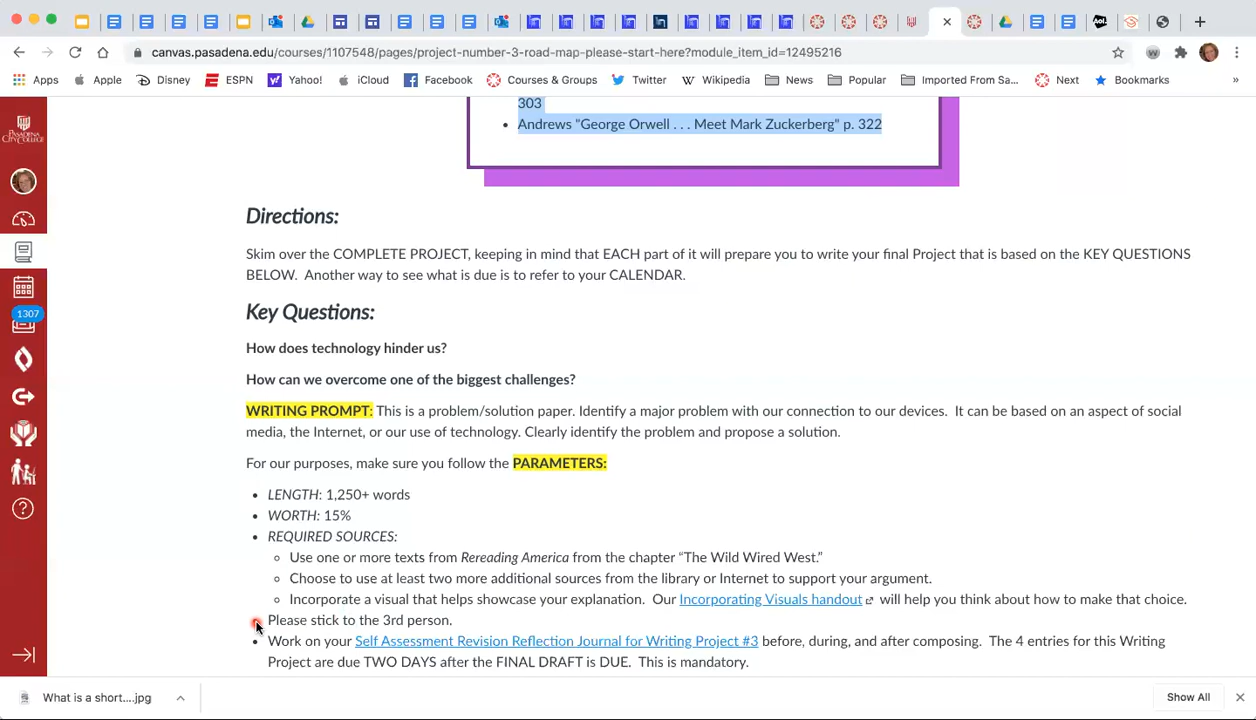 canvas.pasadena.edu/courses/1107548/pages/project-number-3-road-map-please-start-here?module_item_id=12495216
Apps Apple Disney ESPN Yahoo! iCloud Facebook Courses & Groups Twitter Wikipedia News Popular Imported From Sa... Next Bookmarks »
PASADENA
CITY COLLEGE
303
• Andrews "George Orwell . . . Meet Mark Zuckerberg" p. 322
Directions:
Skim over the COMPLETE PROJECT, keeping in mind that EACH part of it will prepare you to write your final Project that is based on the KEY QUESTIONS
BELOW. Another way to see what is due is to refer to your CALENDAR.
Key Questions:
1307
How does technology hinder us?
How can we overcome one of the biggest challenges?
WRITING PROMPT: This is a problem/solution paper. Identify a major problem with our connection to our devices. It can be based on an aspect of social
media, the Internet, or our use of technology. Clearly identify the problem and propose a solution.
For our purposes, make sure you follow the PARAMETERS:
• LENGTH: 1,250+ words
• WORTH: 15%
• REQUIRED SOURCES:
◦ Use one or more texts from Rereading America from the chapter “The Wild Wired West.”
◦ Choose to use at least two more additional sources from the library or Internet to support your argument.
◦ Incorporate a visual that helps showcase your explanation. Our Incorporating Visuals handout will help you think about how to make that choice.
• Please stick to the 3rd person.
• Work on your Self Assessment Revision Reflection Journal for Writing Project #3 before, during, and after composing. The 4 entries for this Writing
Project are due TWO DAYS after the FINAL DRAFT is DUE. This is mandatory.
What is a short....jpg Show All